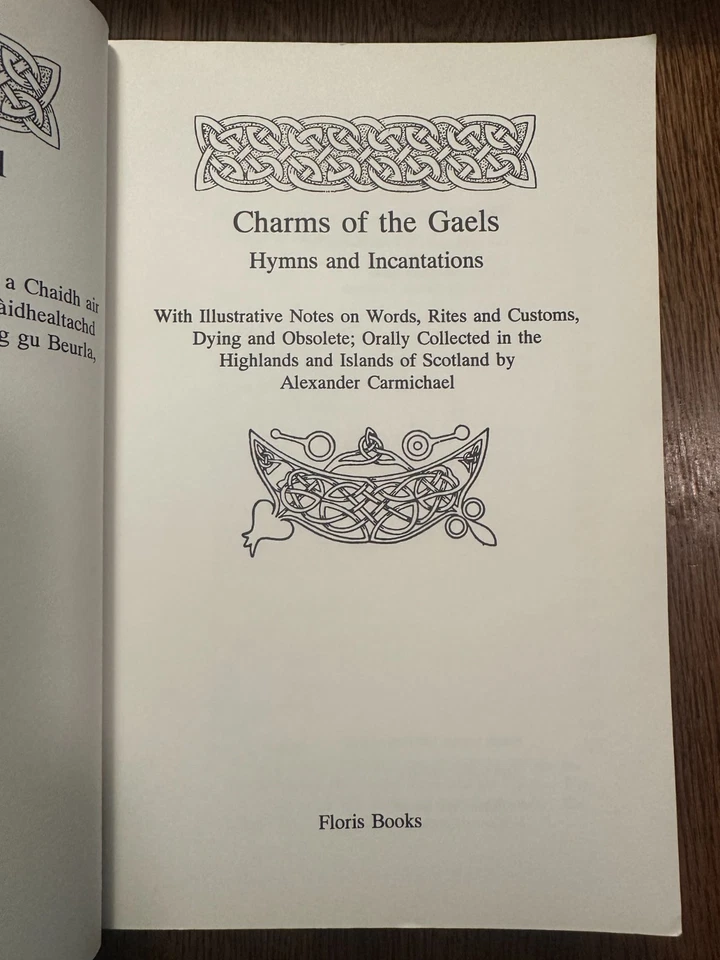 l
a Chaidh air
àidhealtachd
g gu Beurla,
Charms of the Gaels
Hymns and Incantations
With Illustrative Notes on Words, Rites and Customs,
Dying and Obsolete; Orally Collected in the
Highlands and Islands of Scotland by
Alexander Carmichael
Floris Books